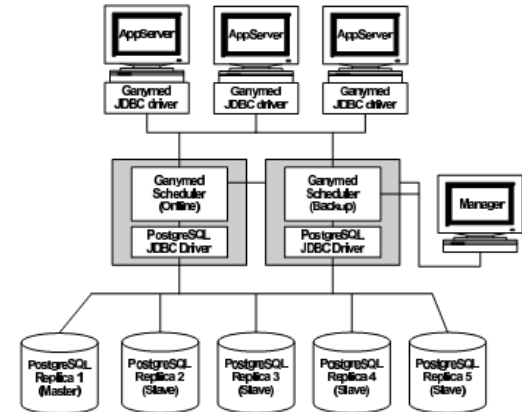 AppServer
AppServer
AppServer
Ganymed
JDBC driver
Ganymed
JDBC driver
Ganymed
JDBC driver
Ganymed
Scheduler
(Online)
PostgreSQL
JDBC Driver
Ganymed
Scheduler
(Backup)
PostgreSQL
JDBC Driver
Manager
PostgreSQL
Replica 1
(Master)
PostgreSQL
Replica 2
(Slave)
PostgreSQL
Replica 3
(Slave)
PostgreSQL
Replica 4
(Slave)
PostgreSQL
Replica 5
(Slave)